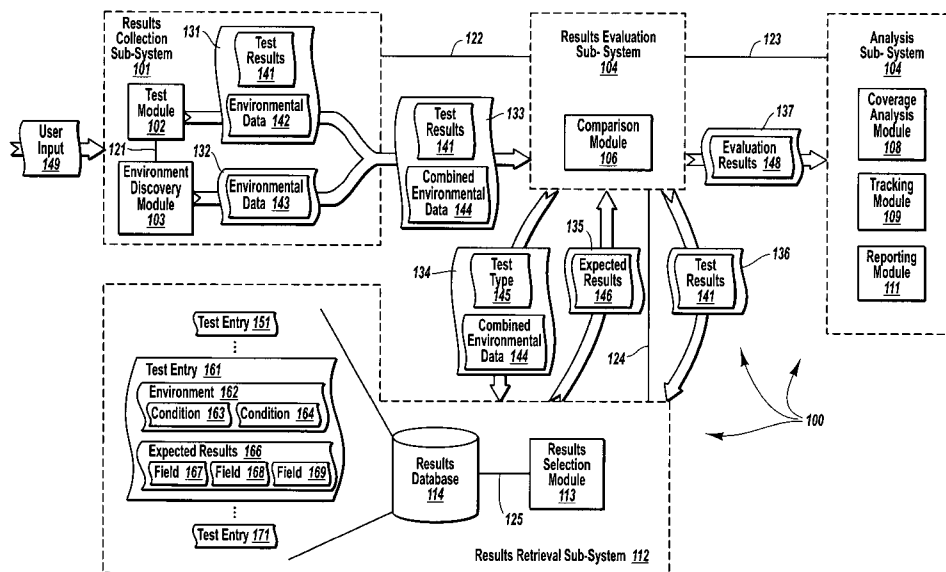 Results
Collection
Sub-System
101
131
Test
Results
141
Environmental
Data 142
Test
Module
102
121
Environment
Discovery
Module
103
132
Environmental
Data 143
User
Input
149
122
Test
Results
141
133
Combined
Environmental
Data 144
Results Evaluation
Sub- System
104
Comparison
Module
106
123
137
Evaluation
Results 148
Analysis
Sub-System
104
Coverage
Analysis
Module
108
Tracking
Module
109
Reporting
Module
111
134
Test
Type
145
Combined
Environmental
Data 144
135
Expected
Results
146
124
136
Test
Results
141
100
Test Entry 151
Test Entry 161
Environment 162
Condition 163
Condition 164
Expected Results 166
Field 167
Field 168
Field 169
Test Entry 171
Results
Database
114
125
Results
Selection
Module
113
Results Retrieval Sub-System 112